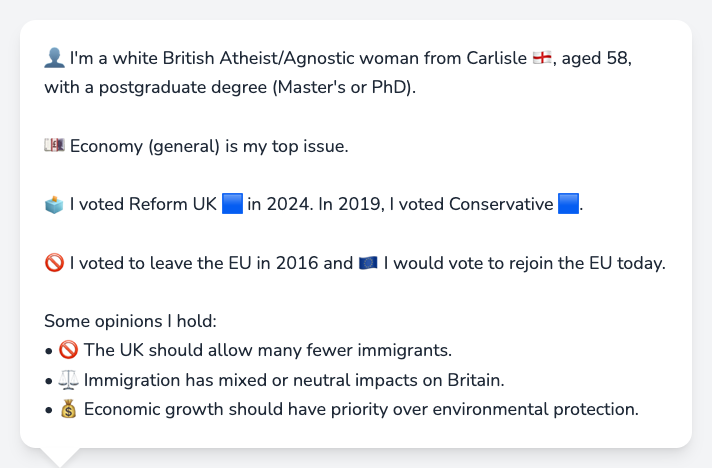 👤 I'm a white British Atheist/Agnostic woman from Carlisle 🏴󠁧󠁢󠁥󠁮󠁧󠁿, aged 58,
with a postgraduate degree (Master's or PhD).
💷 Economy (general) is my top issue.
🗳️ I voted Reform UK 🟦 in 2024. In 2019, I voted Conservative 🟦.
🚫 I voted to leave the EU in 2016 and 🇪🇺 I would vote to rejoin the EU today.
Some opinions I hold:
• 🚫 The UK should allow many fewer immigrants.
• ⚖️ Immigration has mixed or neutral impacts on Britain.
• 💰 Economic growth should have priority over environmental protection.